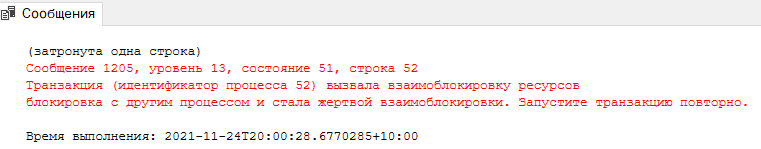 Сообщения
(затронута одна строка)
Сообщение 1205, уровень 13, состояние 51, строка 52
Транзакция (идентификатор процесса 52) вызвала взаимоблокировку ресурсов
блокировка с другим процессом и стала жертвой взаимоблокировки. Запустите транзакцию повторно.
Время выполнения: 2021-11-24T20:00:28.6770285+10:00